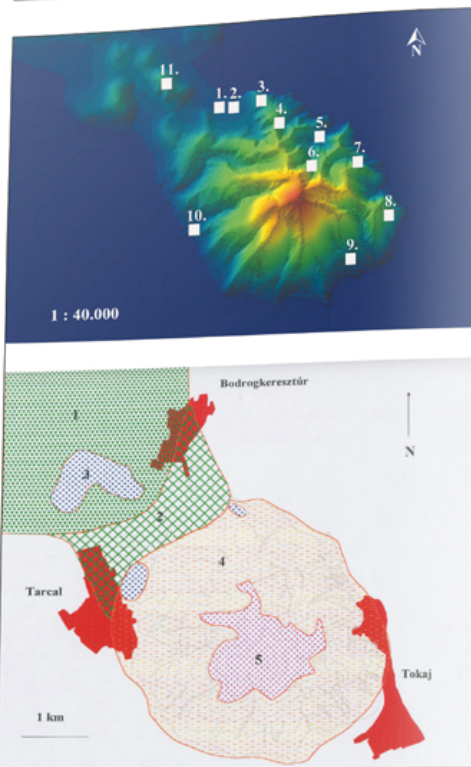 N
11.
1. 2. 3.
4.
5.
6.
7.
8.
10.
9.
1 : 40.000
Bodrogkeresztúr
1
N
3
2
4
Tarcal
5
Tokaj
1 km